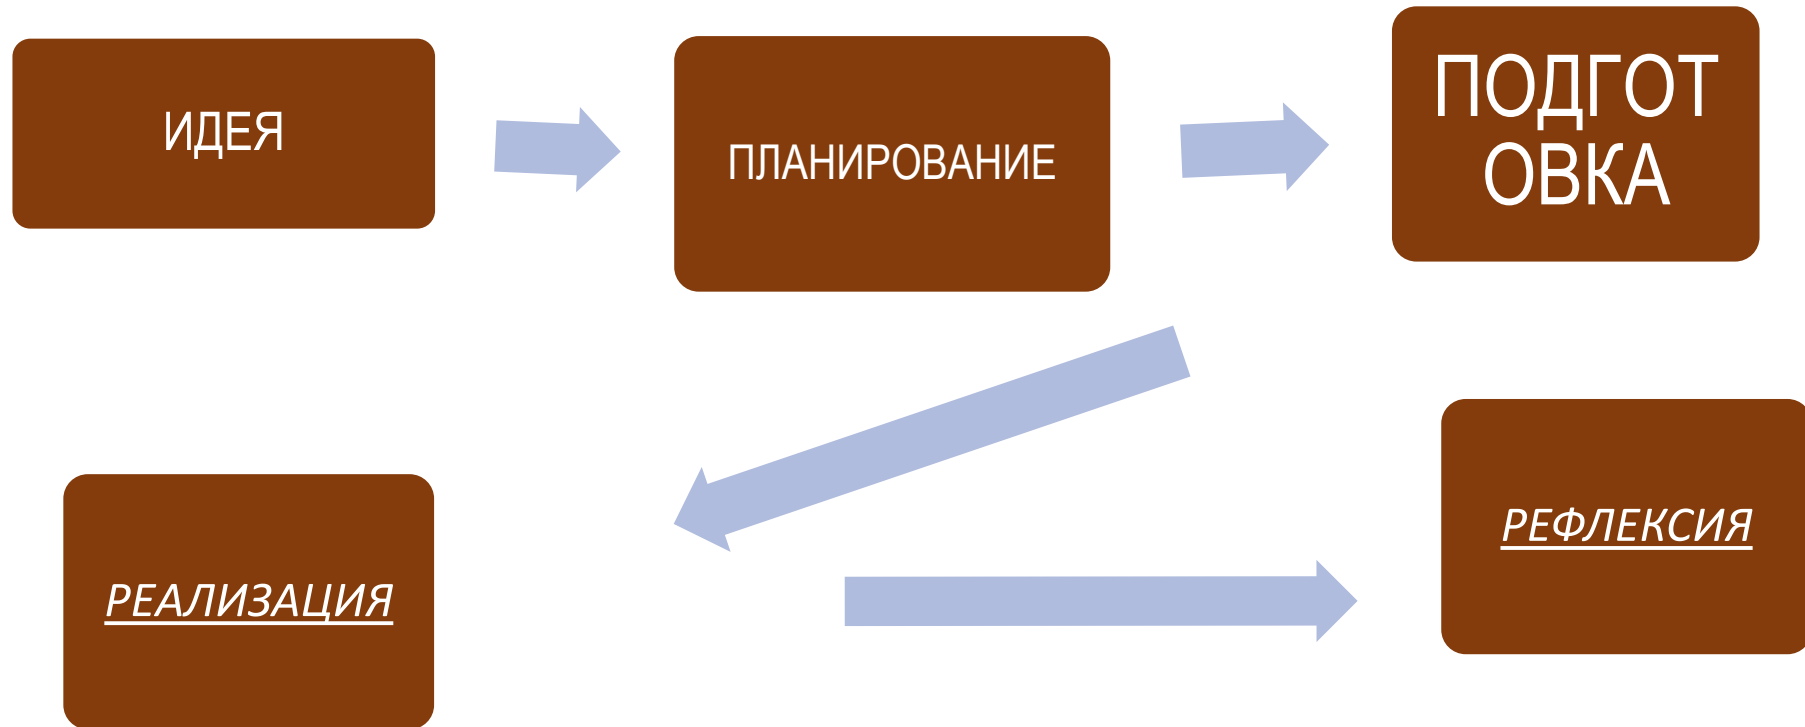 ИДЕЯ
ПЛАНИРОВАНИЕ
ПОДГОТ
ОВКА
РЕАЛИЗАЦИЯ
РЕФЛЕКСИЯ